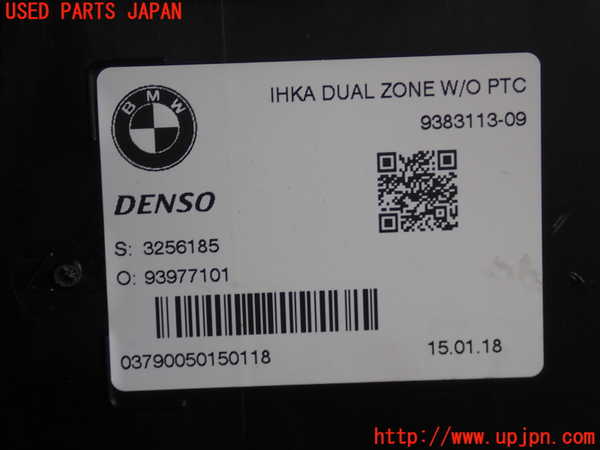 USED PARTS JAPAN
BMW
IHKA DUAL ZONE W/O PTC
9383113-09
DENSO
S: 3256185
O: 93977101
03790050150118
15.01.18
© www.upjpn.com